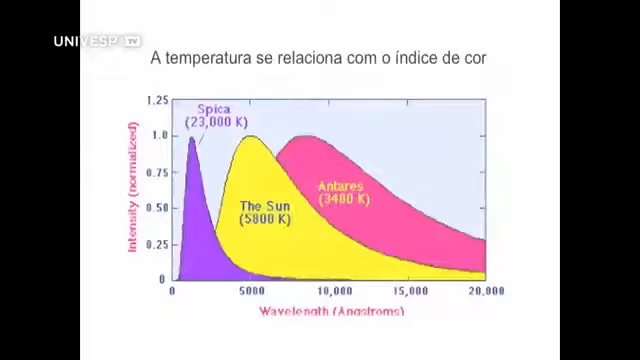 UNIVESP TV
A temperatura se relaciona com o índice de cor
1.25
Spica
(23,000 K)
1.0
0.75
Antares
(3400 K)
Intensity (normalized)
The Sun
(5800 K)
0.50
0.25
0
0
5000
10,000
15,000
20,000
Wavelength (Angstroms)